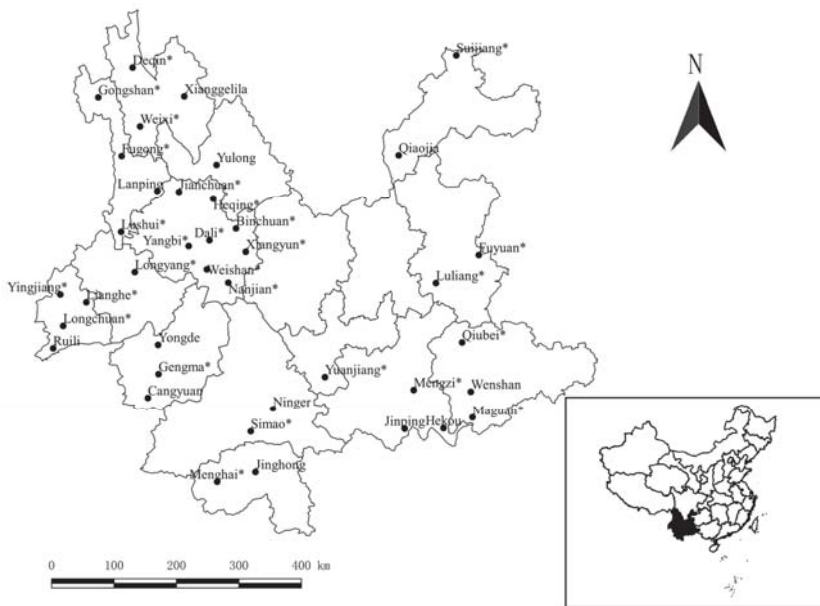 Suijiang*
Deqin*
N
Gongshan*
Xianggelila
Weixi*
Qiaojia
Fugong*
Yulong
Lanping
Jianchuan*
Heqing*
Binchuan*
Lushui*
Dali*
Yangbi*
Xiangyun*
Fuyuan*
Longyang*
Weishan*
Luliang*
Nanjian*
Yingjiang*
Lianghe*
Longchuan*
Ruili
Yongde
Qiubei*
Gengma*
Yuanjiang*
Cangyuan
Mengzi*
Wenshan
Ninger
Maguan*
Simao*
Jinping
Hekou
Menghai*
Jinghong
0 100 200 300 400 km